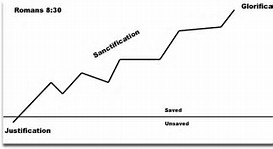 Romans 8:30
Glorifica
Sanctification
Saved
Unsaved
Justification